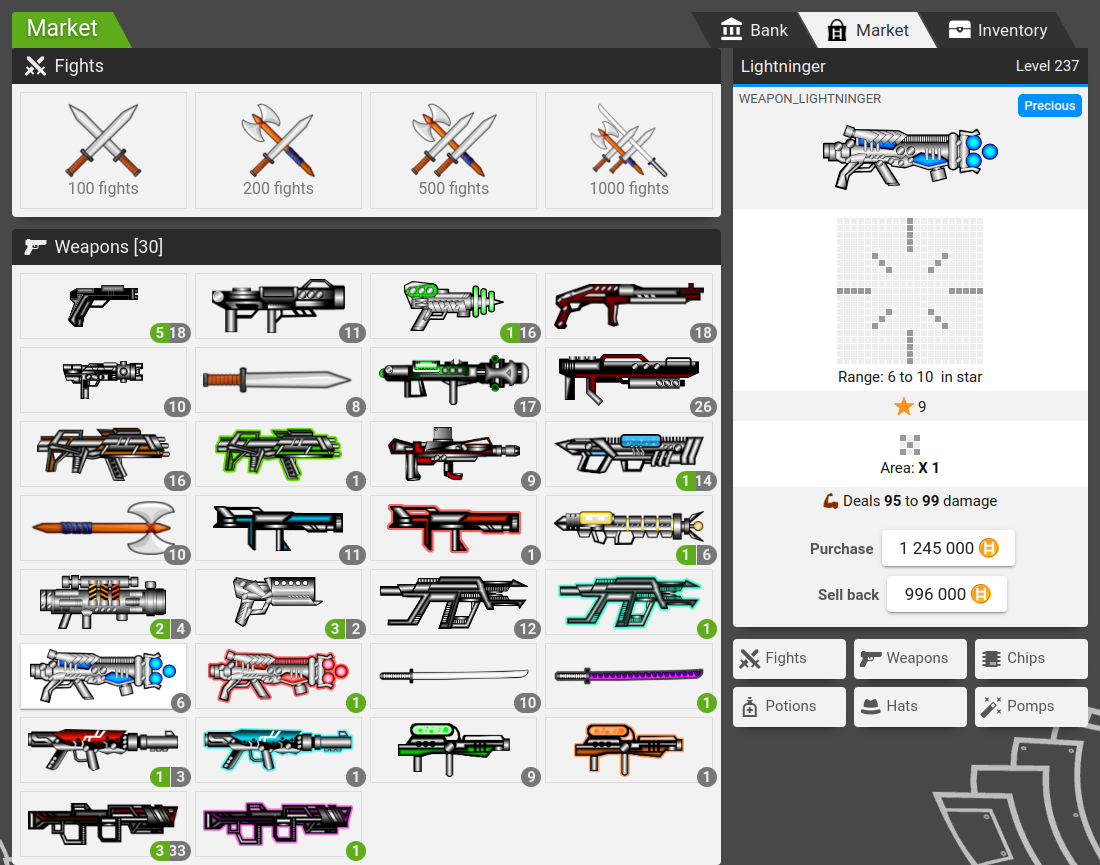 Market
Bank
Market
Inventory
Fights
100 fights
200 fights
500 fights
1000 fights
Weapons [30]
5 18
11
1 16
18
10
8
17
26
16
1
9
1 14
10
11
1
1 6
2 4
3 2
12
1
6
1
10
1
1 3
1
9
1
3 33
1
Lightninger
Level 237
WEAPON_LIGHTNINGER
Precious
Range: 6 to 10 in star
9
Area: X 1
Deals 95 to 99 damage
Purchase 1 245 000
Sell back 996 000
Fights
Weapons
Chips
Potions
Hats
Pomps